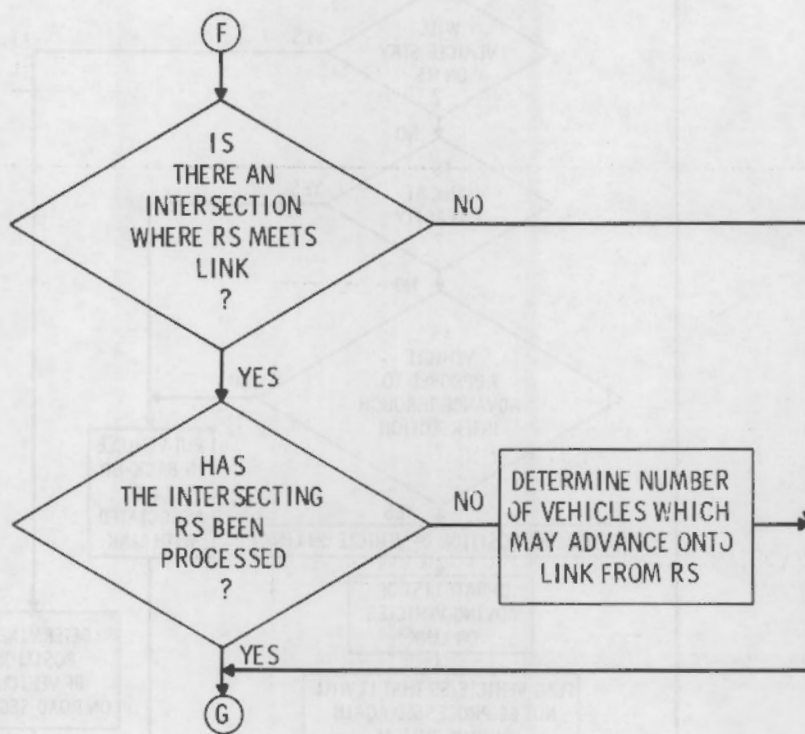 F
IS
THERE AN
INTERSECTION
WHERE RS MEETS
LINK
?
NO
YES
HAS
THE INTERSECTING
RS BEEN
PROCESSED
?
NO
DETERMINE NUMBER
OF VEHICLES WHICH
MAY ADVANCE ONTO
LINK FROM RS
YES
G